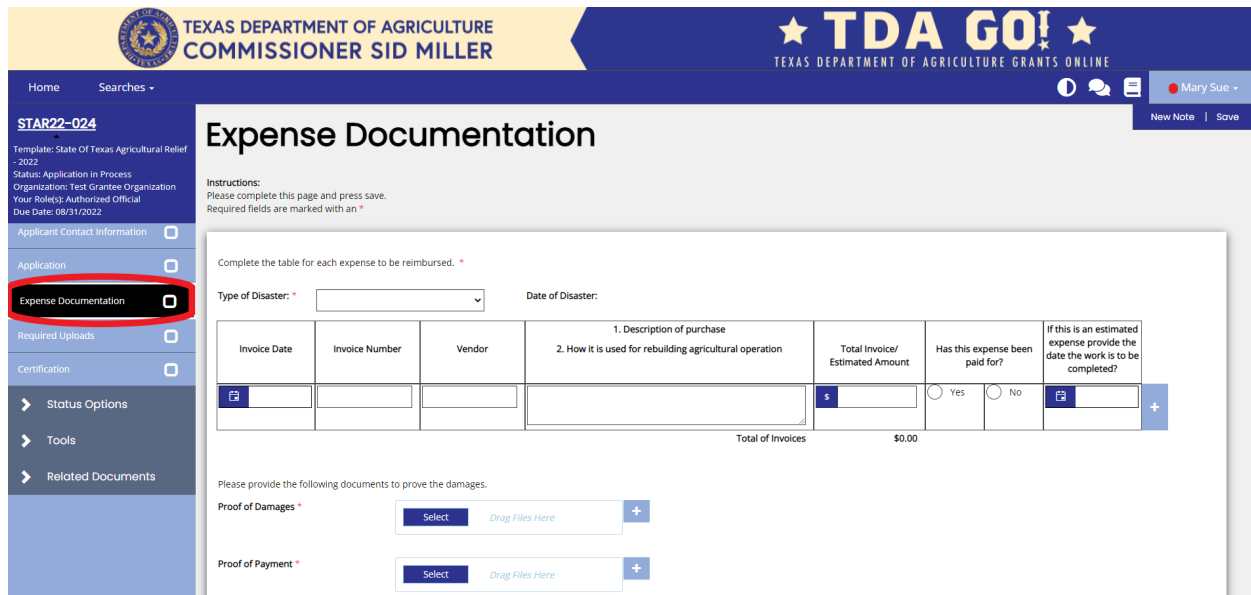 TEXAS DEPARTMENT OF AGRICULTURE
COMMISSIONER SID MILLER
TDA GO!
TEXAS DEPARTMENT OF AGRICULTURE GRANTS ONLINE
Home
Searches
Mary Sue
New Note | Save
STAR22-024
Template: State Of Texas Agricultural Relief
- 2022
Status: Application in Process
Organization: Test Grantee Organization
Your Role(s): Authorized Official
Due Date: 08/31/2022
Applicant Contact Information
Application
Expense Documentation
Required Uploads
Certification
Status Options
Tools
Related Documents
Expense Documentation
Instructions:
Please complete this page and press save.
Required fields are marked with an *
Complete the table for each expense to be reimbursed. *
Type of Disaster: *
Date of Disaster:
Invoice Date
Invoice Number
Vendor
1. Description of purchase
2. How it is used for rebuilding agricultural operation
Total Invoice/
Estimated Amount
Has this expense been
paid for?
If this is an estimated
expense provide the
date the work is to be
completed?
$
Yes
No
+
Total of Invoices
$0.00
Please provide the following documents to prove the damages.
Proof of Damages *
Select
Drag Files Here
+
Proof of Payment *
Select
Drag Files Here
+